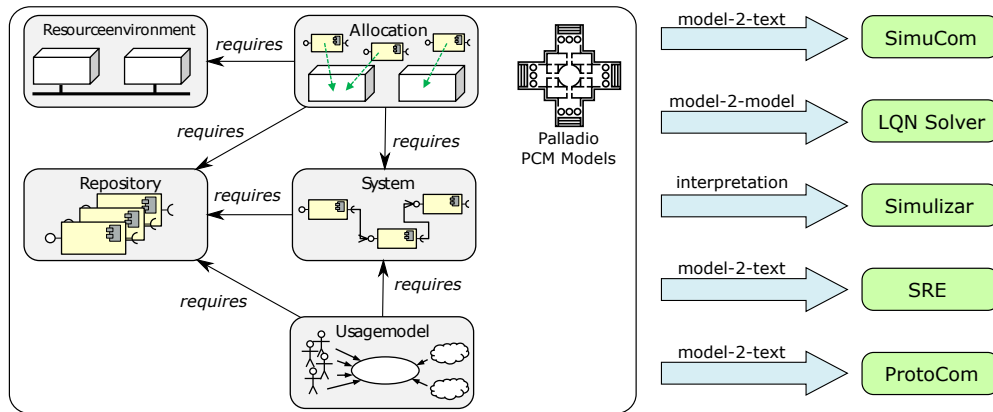 Resourceenvironment
requires
Allocation
requires
requires
Palladio
PCM Models
Repository
requires
System
requires
requires
Usagemodel
model-2-text
SimuCom
model-2-model
LQN Solver
interpretation
Simulizar
model-2-text
SRE
model-2-text
ProtoCom